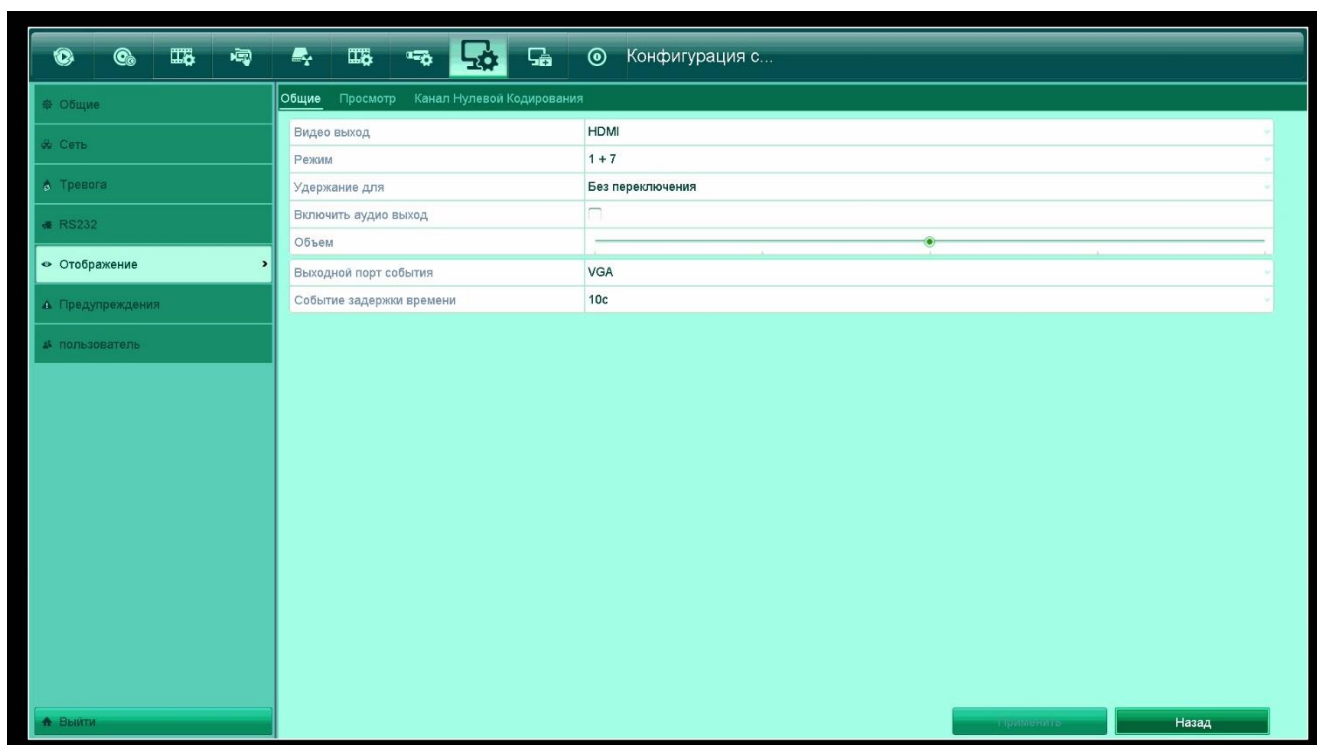 Конфигурация с...
Общие
Сеть
Тревога
RS232
Отображение
Предупреждения
пользователь
Выйти
Общие Просмотр Канал Нулевой Кодирования
Видео выход HDMI
Режим 1 + 7
Удержание для Без переключения
Включить аудио выход
Объем
Выходной порт события VGA
Событие задержки времени 10с
Применить Назад